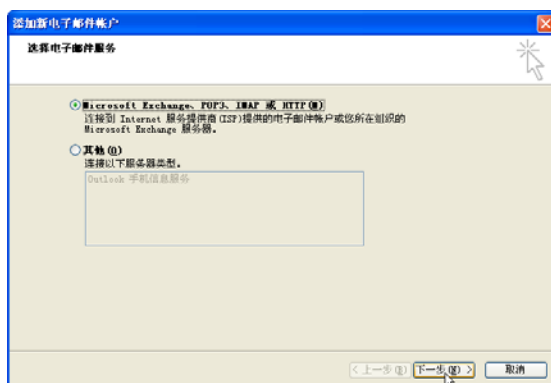 添加新电子邮件帐户
选择电子邮件服务
Microsoft Exchange、POP3、IMAP 或 HTTP(M)
连接到 Internet 服务提供商(ISP)提供的电子邮件帐户或您所在组织的
Microsoft Exchange 服务器。
其他(O)
连接以下服务器类型。
Outlook 手机信息服务
< 上一步(B) 下一步(N) > 取消